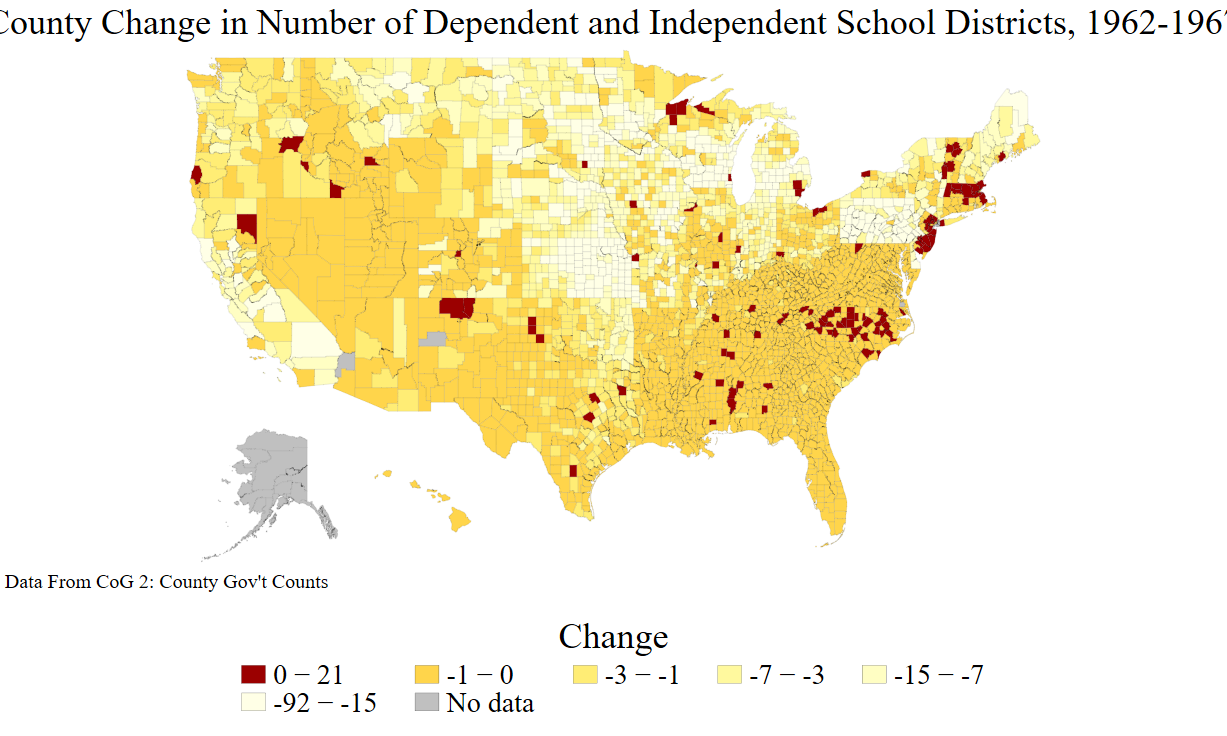 County Change in Number of Dependent and Independent School Districts, 1962-196
Data From CoG 2: County Gov't Counts
Change
0 − 21
-1 − 0
-3 − -1
-7 − -3
-15 − -7
-92 − -15
No data